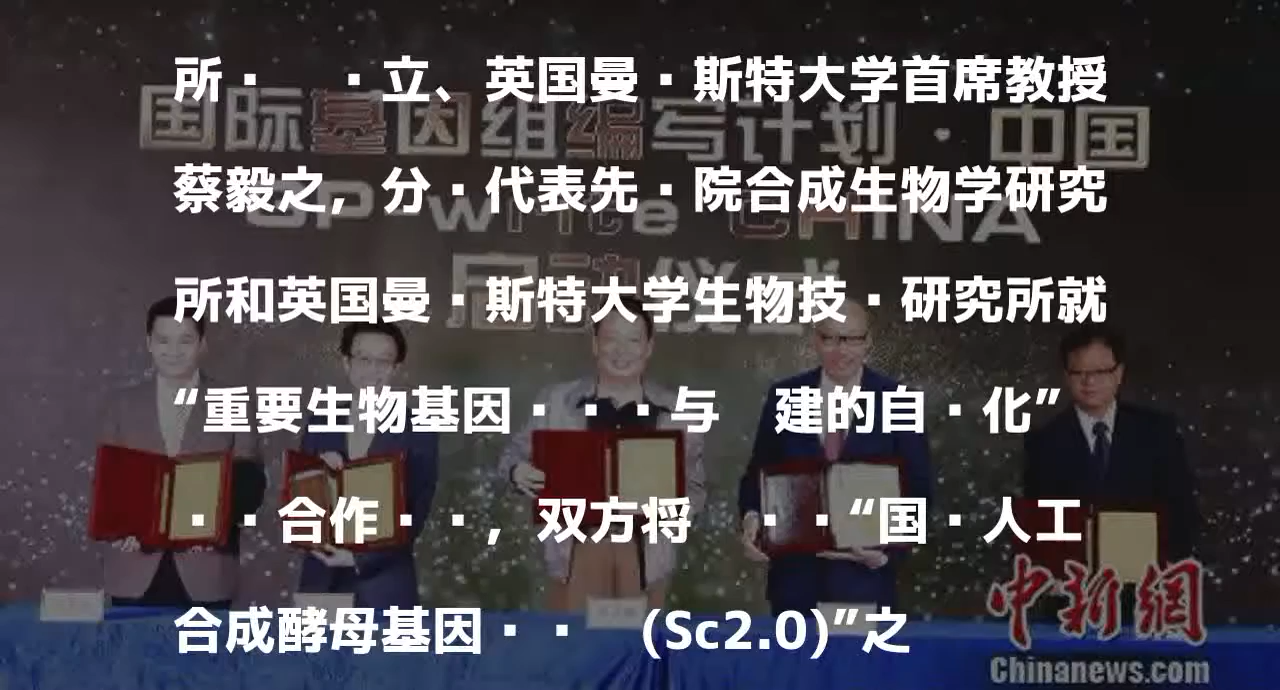 所▪ ▪立、英国曼▪斯特大学首席教授
国际基因组编写计划·中国
蔡毅之，分▪代表先▪院合成生物学研究
GP-write CHINA
启动仪式
所和英国曼▪斯特大学生物技▪研究所就
“重要生物基因▪▪▪与 建的自▪化”
▪▪合作▪▪，双方将 ▪▪“国▪人工
合成酵母基因▪▪ (Sc2.0)”之
中新網
Chinanews.com